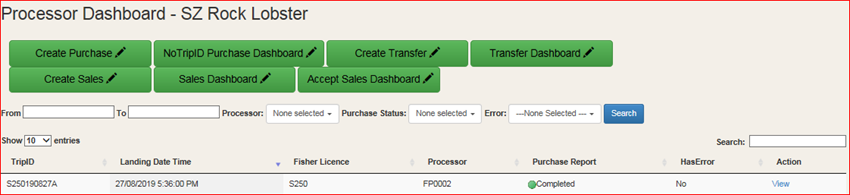 Processor Dashboard - SZ Rock Lobster
Create Purchase NoTripID Purchase Dashboard Create Transfer Transfer Dashboard
Create Sales Sales Dashboard Accept Sales Dashboard
From To Processor: None selected Purchase Status: None selected Error: ---None Selected --- Search
Show 10 entries Search:
TripID Landing Date Time Fisher Licence Processor Purchase Report HasError Action
S250190827A 27/08/2019 5:36:00 PM S250 FP0002 Completed No View